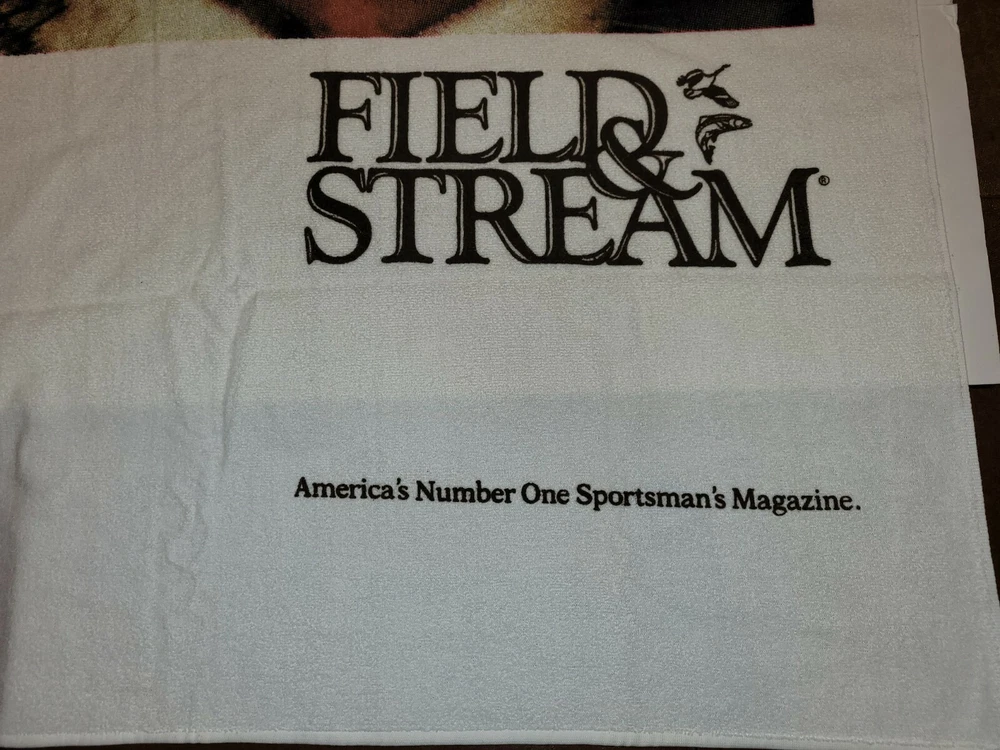 FIELD &
STREAM®
America's Number One Sportsman's Magazine.